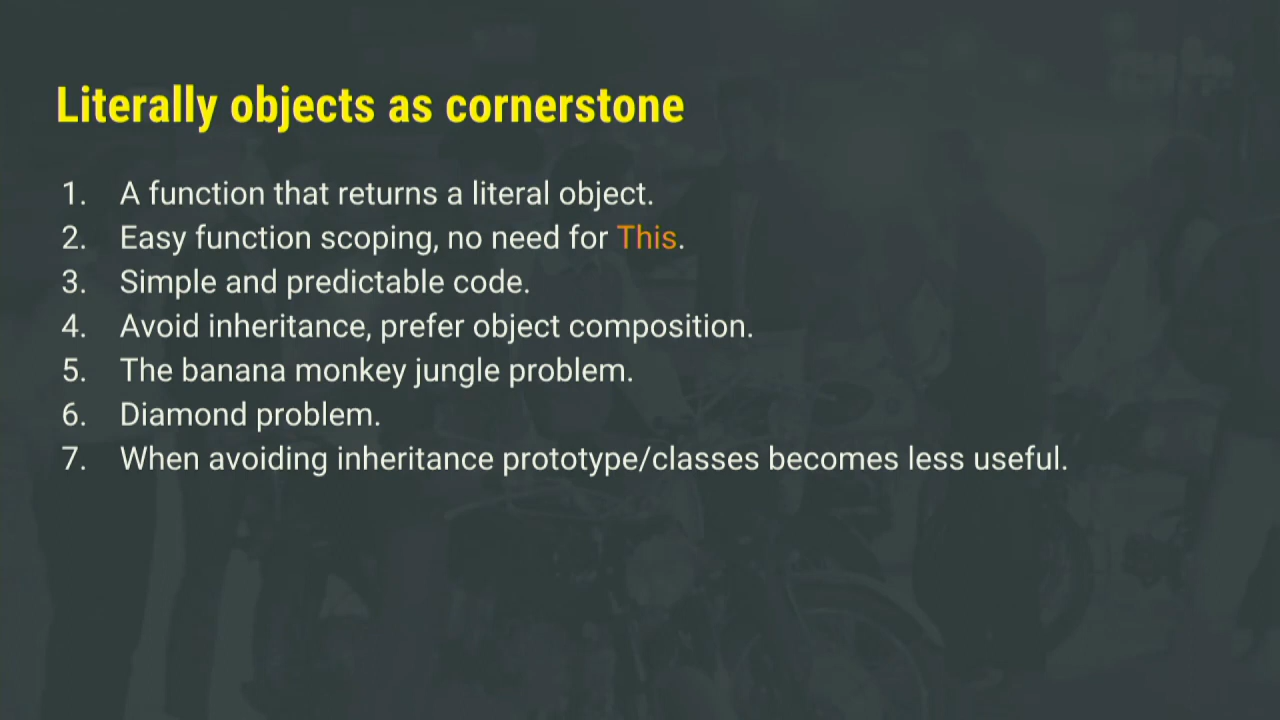 Literally objects as cornerstone
1. A function that returns a literal object.
2. Easy function scoping, no need for This.
3. Simple and predictable code.
4. Avoid inheritance, prefer object composition.
5. The banana monkey jungle problem.
6. Diamond problem.
7. When avoiding inheritance prototype/classes becomes less useful.